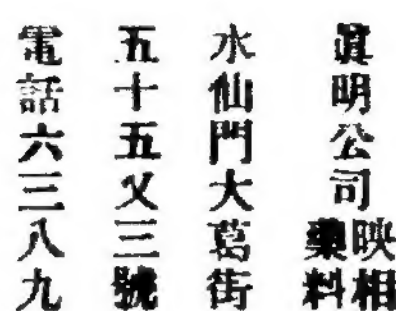 眞明公司映相藥料
水仙門大葛街
五十五又三號
電話六三八九